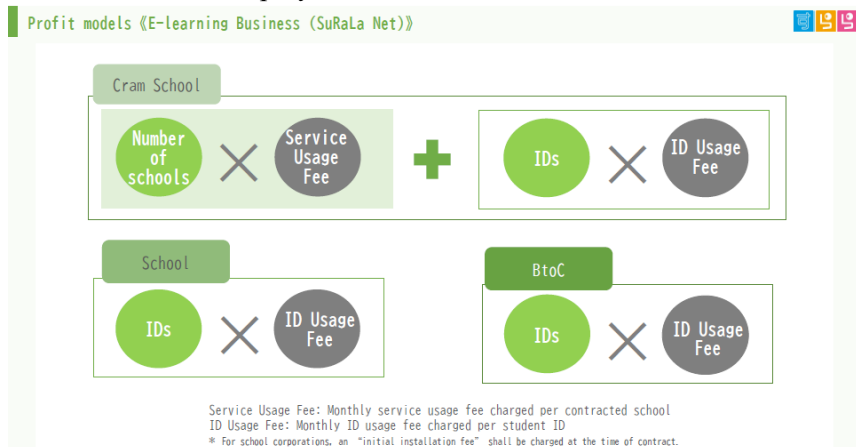 Profit models《E-learning Business (SuRaLa Net)》
すらら
Cram School
Number
of
schools
Service
Usage
Fee
IDs
ID Usage
Fee
School
IDs
ID Usage
Fee
BtoC
IDs
ID Usage
Fee
Service Usage Fee: Monthly service usage fee charged per contracted school
ID Usage Fee: Monthly ID usage fee charged per student ID
* For school corporations, an “initial installation fee” shall be charged at the time of contract.